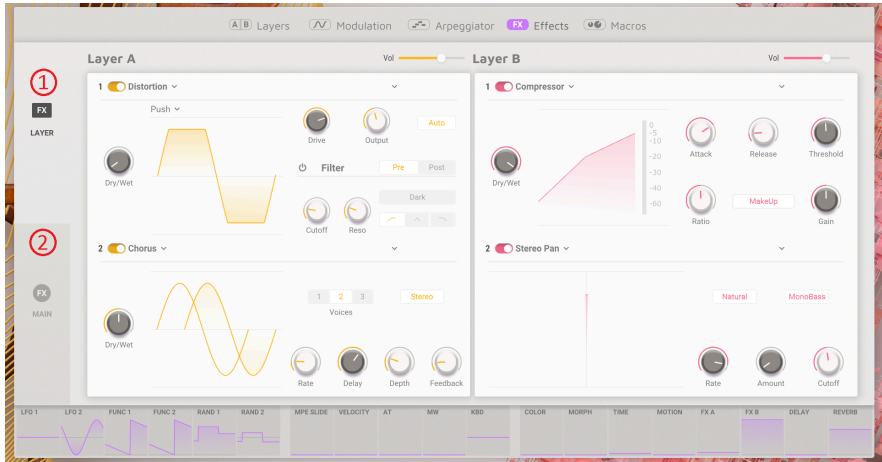 A B Layers Modulation Arpeggiator FX Effects Macros
Layer A Vol Layer B Vol
1
FX
LAYER
2
FX
MAIN
1 Distortion
Push
Dry/Wet
Drive Output Auto
Filter Pre Post
Dark
Cutoff Reso
2 Chorus
Dry/Wet
1 2 3 Stereo
Voices
Rate Delay Depth Feedback
1 Compressor
Dry/Wet
0
-5
-10
-20
-30
-40
-60
Attack Release Threshold
MakeUp
Ratio Gain
2 Stereo Pan
Natural MonoBass
Rate Amount Cutoff
LFO 1 LFO 2 FUNC 1 FUNC 2 RAND 1 RAND 2 MPE SLIDE VELOCITY AT MW KBD COLOR MORPH TIME MOTION FX A FX B DELAY REVERB